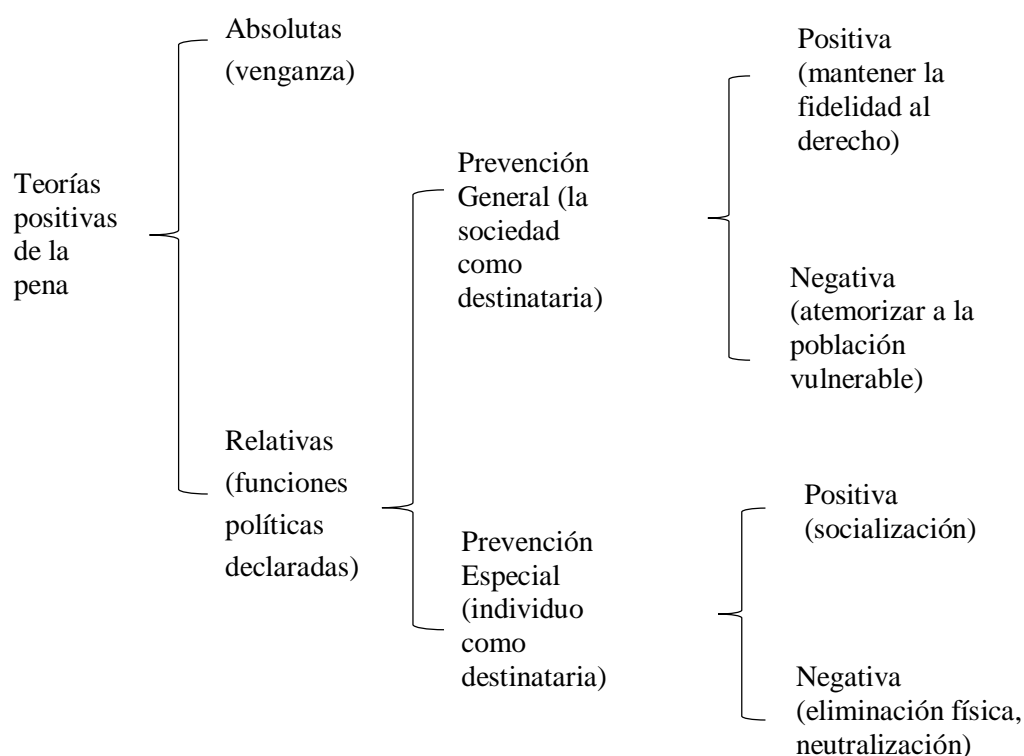 Teorías
positivas
de la
pena
Absolutas
(venganza)
Relativas
(funciones
políticas
declaradas)
Prevención
General (la
sociedad
como
destinataria)
Prevención
Especial
(individuo
como
destinataria)
Positiva
(mantener la
fidelidad al
derecho)
Negativa
(atemorizar a la
población
vulnerable)
Positiva
(socialización)
Negativa
(eliminación física,
neutralización)